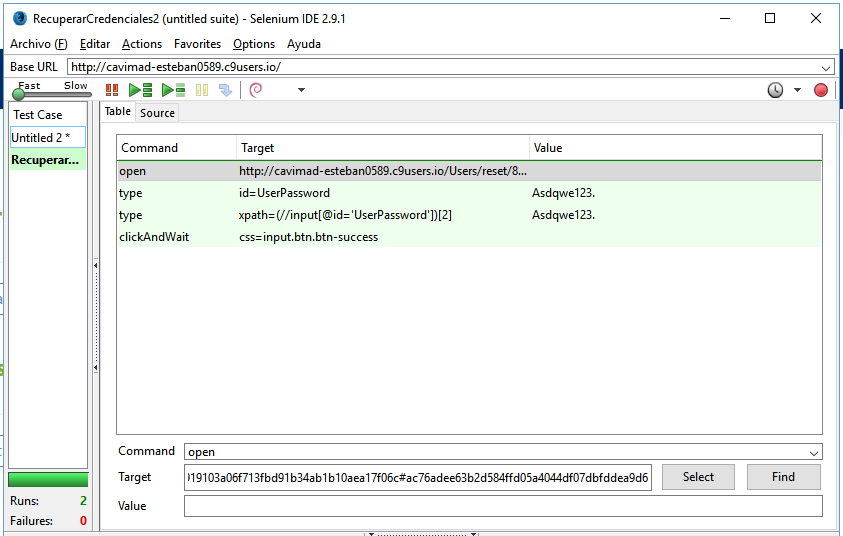 RecuperarCredenciales2 (untitled suite) - Selenium IDE 2.9.1
Archivo (F) Editar Actions Favorites Options Ayuda
Base URL http://cavimad-esteban0589.c9users.io/
Fast Slow
Test Case
Untitled 2 *
Recuperar...
Table Source
Command Target Value
open http://cavimad-esteban0589.c9users.io/Users/reset/8...
type id=UserPassword Asdqwe123.
type xpath=(//input[@id='UserPassword'])[2] Asdqwe123.
clickAndWait css=input.btn.btn-success
Command open
Target 019103a06f713fbd91b34ab1b10aea17f06c#ac76adee63b2d584ffd05a4044df07dbfddea9d6 Select Find
Value
Runs: 2
Failures: 0